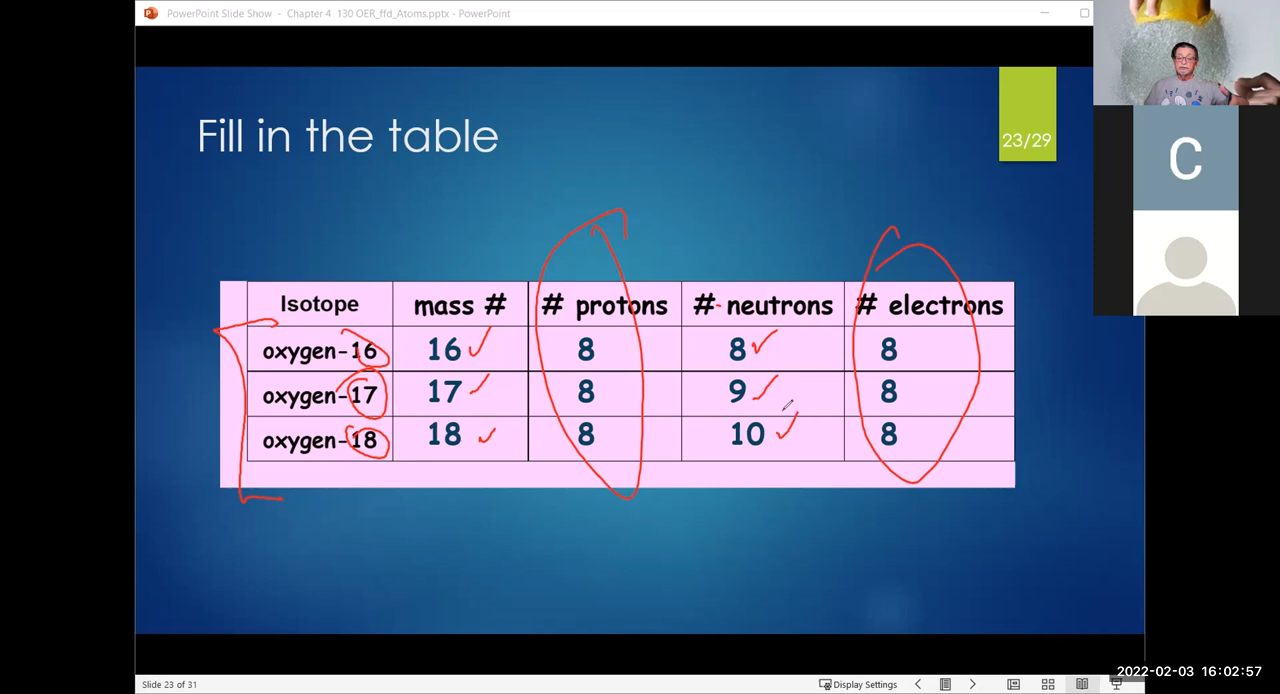 PowerPoint Slide Show - Chapter 4 130 OER_ffd_Atoms.pptx - PowerPoint
Fill in the table
23/29
C
Isotope mass # # protons # neutrons # electrons
oxygen-16 16 8 8 8
oxygen-17 17 8 9 8
oxygen-18 18 8 10 8
2022-02-03 16:02:57
Slide 23 of 31 Display Settings